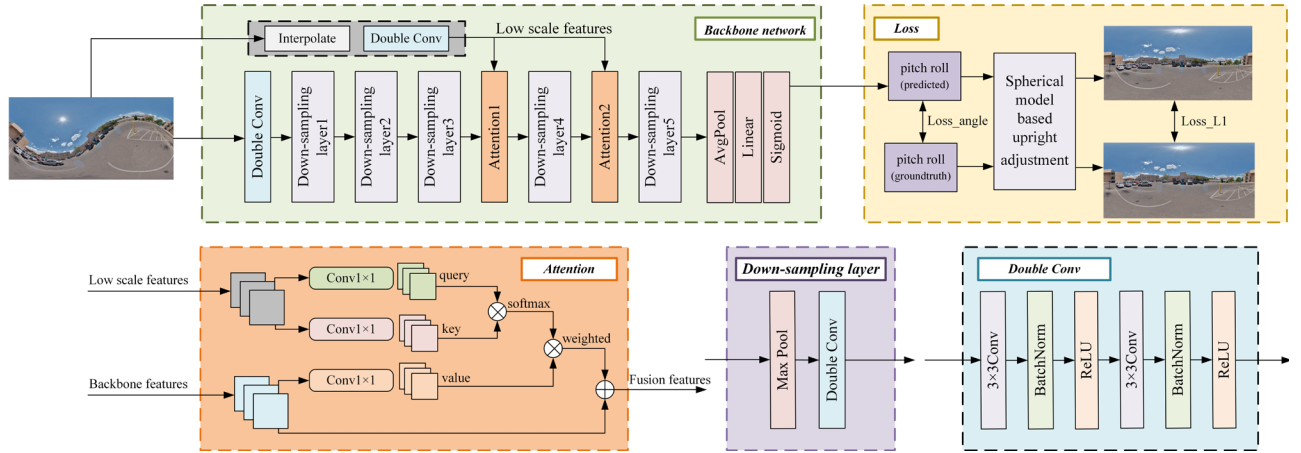 Interpolate
Double Conv
Low scale features
Backbone network
Double Conv
Down-sampling
layer1
Down-sampling
layer2
Down-sampling
layer3
Attention1
Down-sampling
layer4
Attention2
Down-sampling
layer5
AvgPool
Linear
Sigmoid
Loss
pitch roll
(predicted)
Loss_angle
pitch roll
(groundtruth)
Spherical
model
based
upright
adjustment
Loss_L1
Low scale features
Backbone features
Conv1×1
query
Conv1×1
key
softmax
Conv1×1
value
weighted
Attention
Fusion features
Down-sampling layer
Max Pool
Double Conv
Double Conv
3×3Conv
BatchNorm
ReLU
3×3Conv
BatchNorm
ReLU